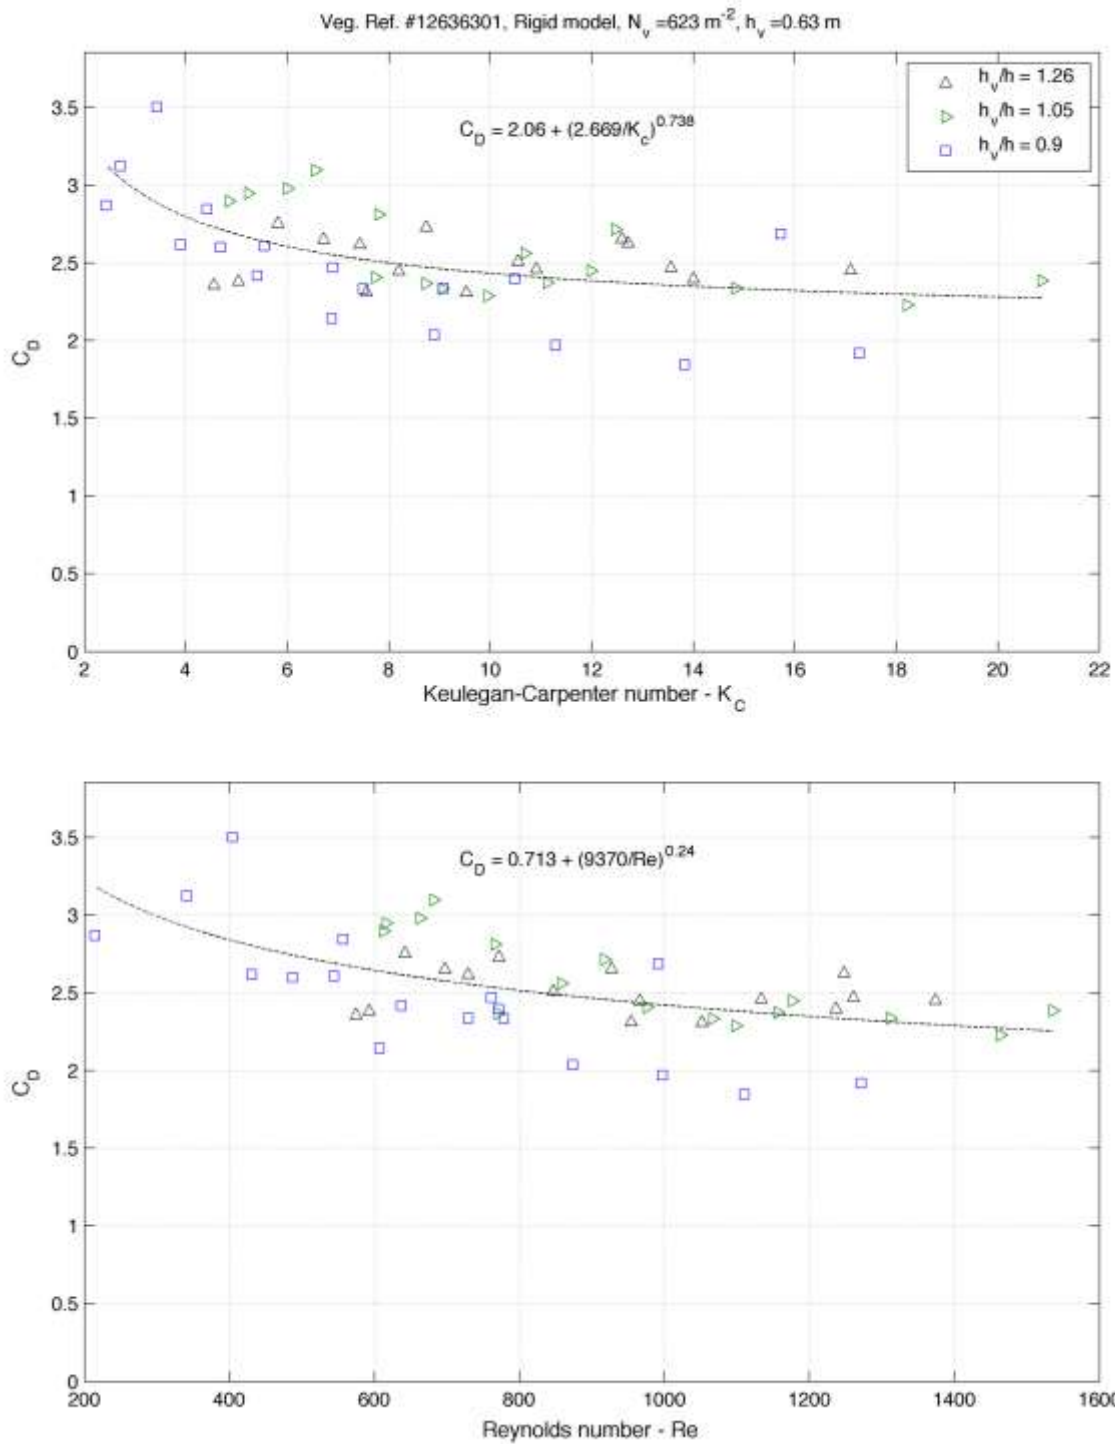 Veg. Ref. #12636301, Rigid model, N_v =623 m^-2, h_v =0.63 m
3.5
3
2.5
2
1.5
1
0.5
0
C_D
C_D = 2.06 + (2.669/K_c)^0.738
h_v/h = 1.26
h_v/h = 1.05
h_v/h = 0.9
2 4 6 8 10 12 14 16 18 20 22
Keulegan-Carpenter number - K_C
3.5
3
2.5
2
1.5
1
0.5
0
C_D
C_D = 0.713 + (9370/Re)^0.24
200 400 600 800 1000 1200 1400 1600
Reynolds number - Re